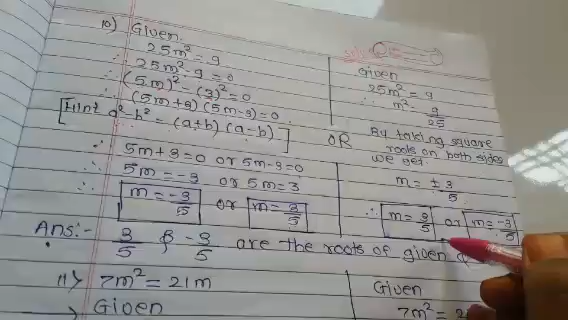 10) Given.
25m² = 9
∴ 25m² - 9 = 0
∴ (5m)² - (3)² = 0
∴ (5m+3) (5m-3) = 0
[Hint a²-b² = (a+b) (a-b)]
∴ 5m+3=0 or 5m-3=0
∴ 5m = -3 or 5m = 3
∴ m = -3/5 or m = 3/5
OR
Given
25m² = 9
∴ m² = 9/25
By taking square
roots on both sides
we get
m = ± 3/5
∴ m = 3/5 or m = -3/5
Ans:- 3/5 & -3/5 are the roots of given
11) 7m² = 21m
Given
Given
7m² = 2